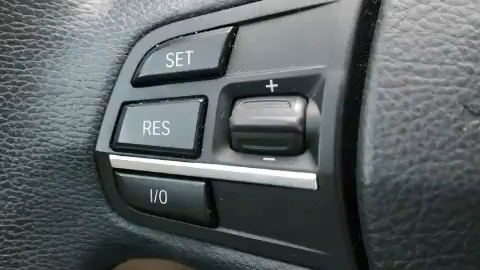 SET
+
RES
–
I/O